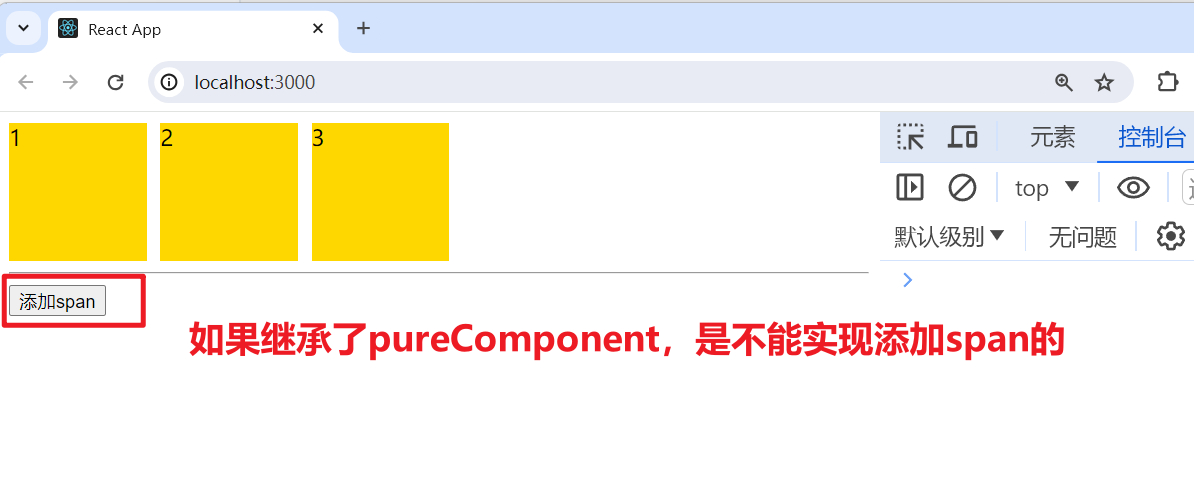 React App
localhost:3000
1 2 3
元素 控制台
top
默认级别 无问题
添加span
如果继承了pureComponent，是不能实现添加span的